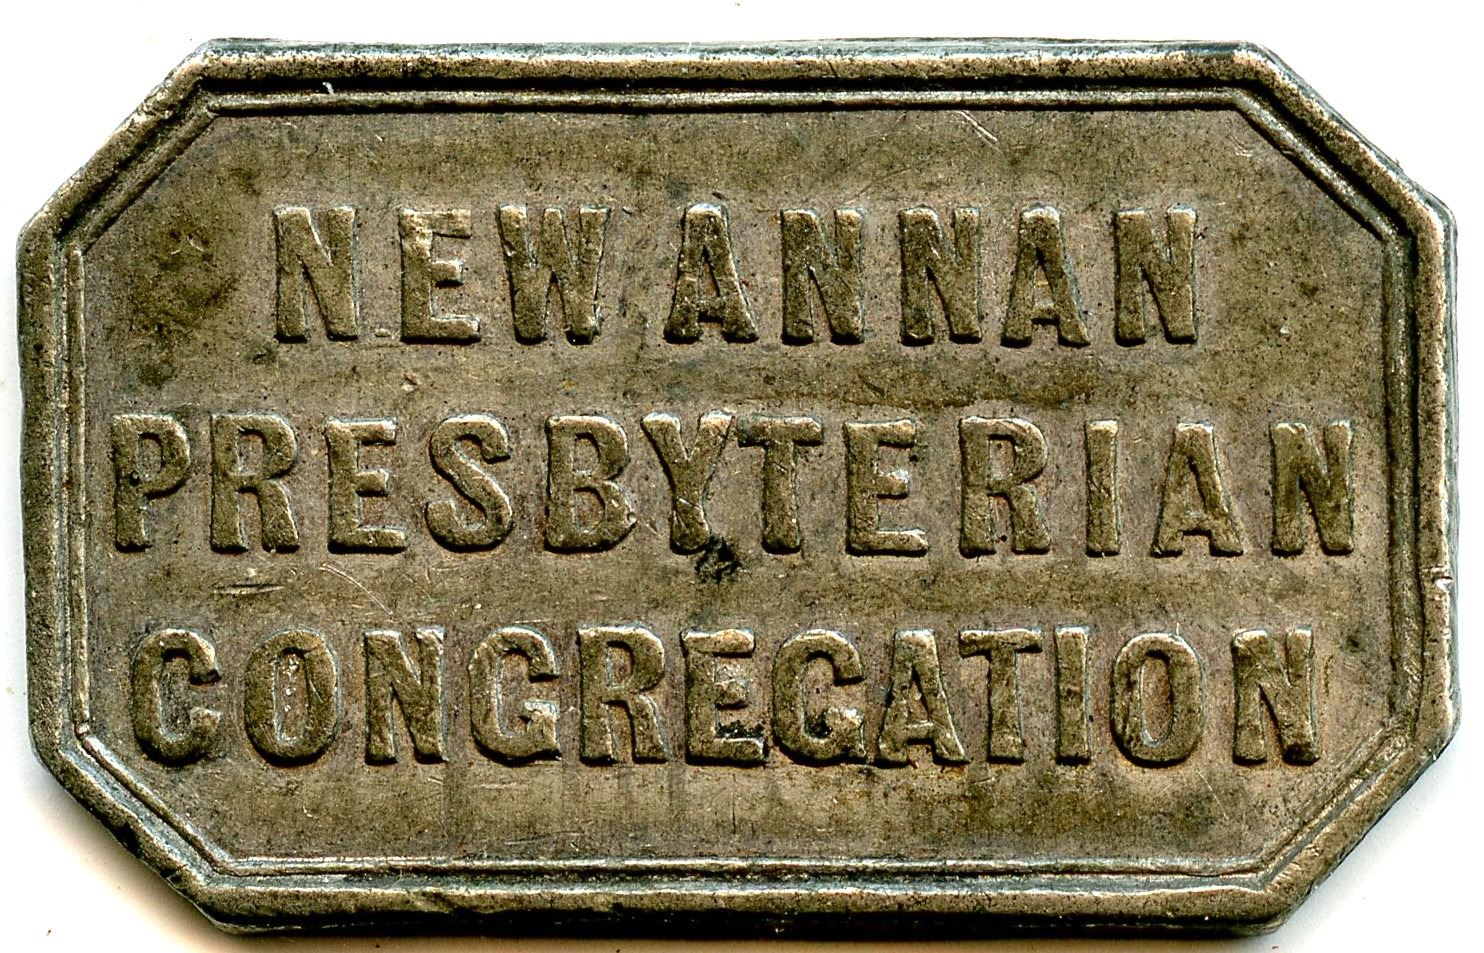 NEW ANNAN
PRESBYTERIAN
CONGREGATION